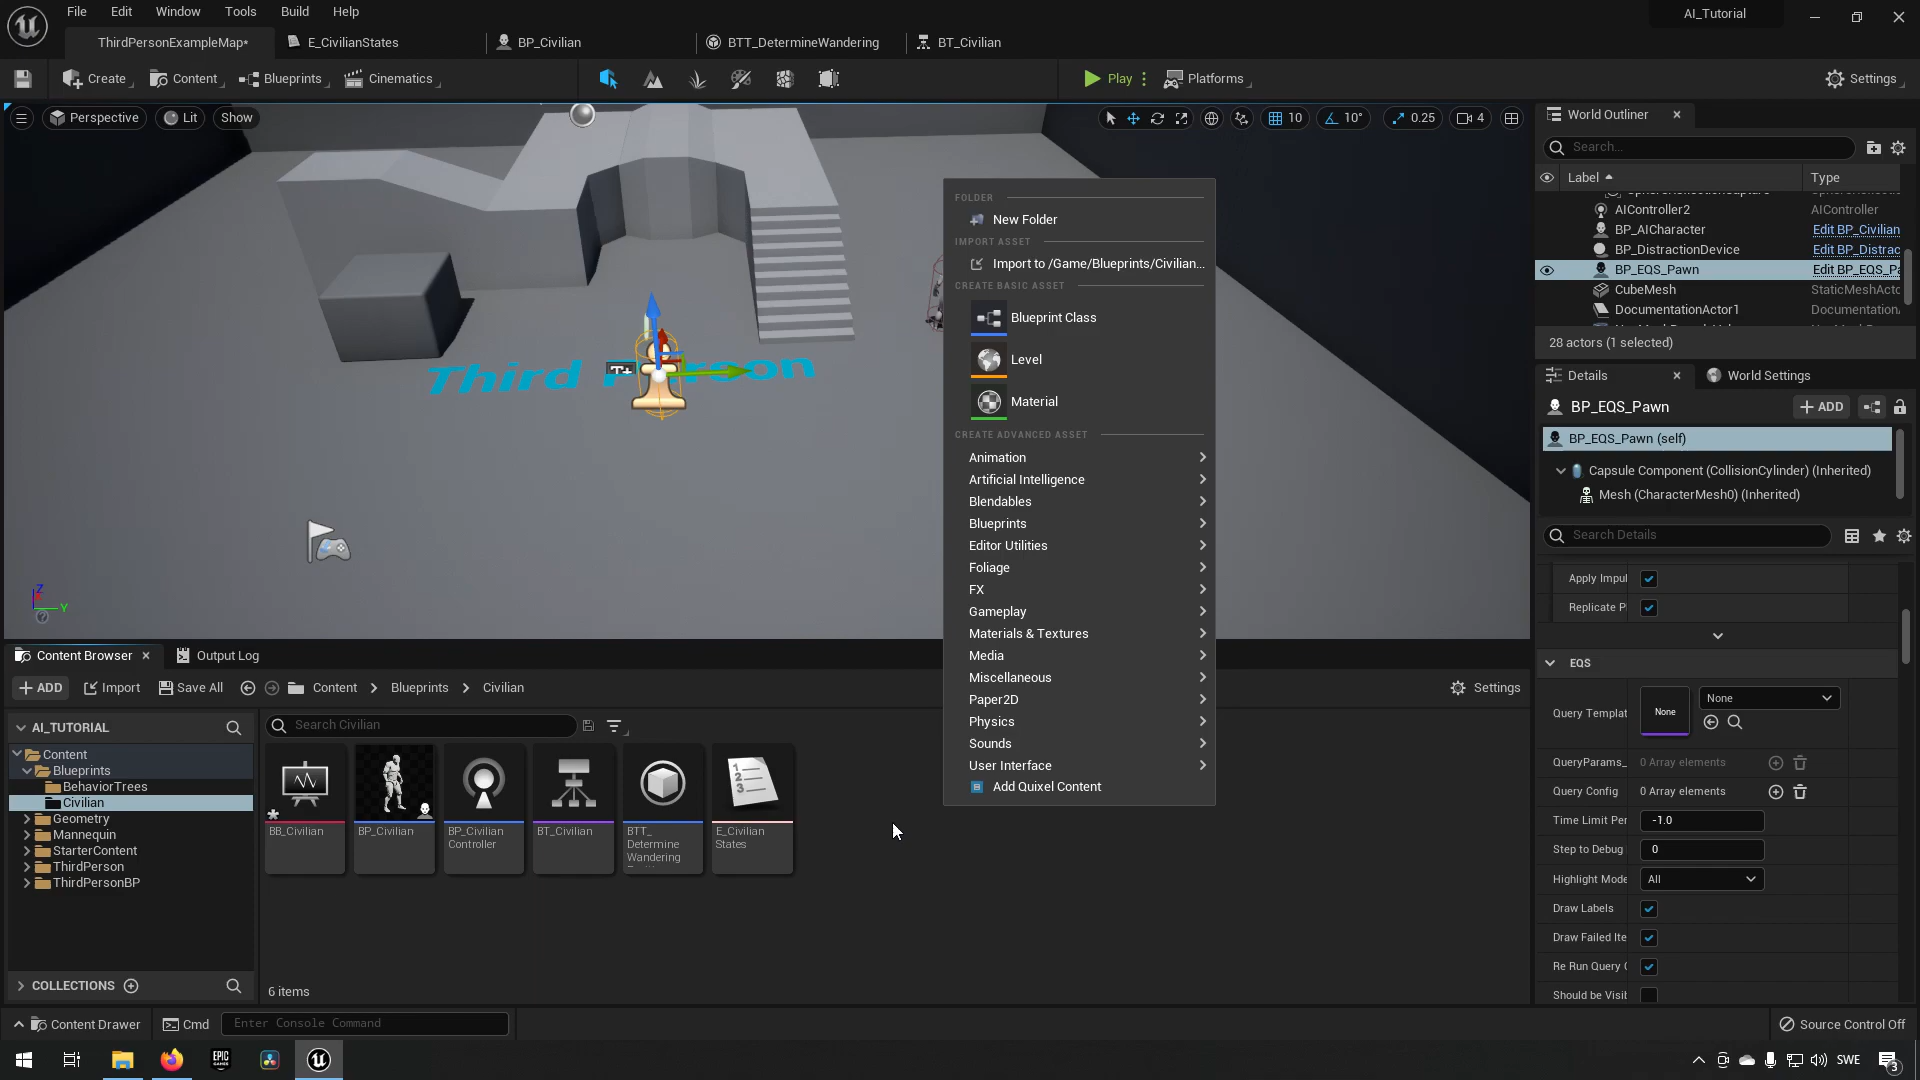 File Edit Window Tools Build Help
AI_Tutorial
ThirdPersonExampleMap* E_CivilianStates BP_Civilian BTT_DetermineWandering BT_Civilian
Create Content Blueprints Cinematics Play Platforms Settings
Perspective Lit Show 10 10° 0.25 4
World Outliner
Search...
Label Type
AIController2 AIController
BP_AICharacter Edit BP_Civilian
BP_DistractionDevice Edit BP_Distrac
BP_EQS_Pawn Edit BP_EQS_Pa
CubeMesh StaticMeshActo
DocumentationActor1 Documentation
28 actors (1 selected)
Details World Settings
BP_EQS_Pawn ADD
BP_EQS_Pawn (self)
Capsule Component (CollisionCylinder) (Inherited)
Mesh (CharacterMesh0) (Inherited)
Search Details
Apply Impul
Replicate P
EQS
Query Templat None None
QueryParams_ 0 Array elements
Query Config 0 Array elements
Time Limit Per -1.0
Step to Debug 0
Highlight Mode All
Draw Labels
Draw Failed Ite
Re Run Query
Should be Visib
Third Person
T+
Z
Y
FOLDER
New Folder
IMPORT ASSET
Import to /Game/Blueprints/Civilian...
CREATE BASIC ASSET
Blueprint Class
Level
Material
CREATE ADVANCED ASSET
Animation
Artificial Intelligence
Blendables
Blueprints
Editor Utilities
Foliage
FX
Gameplay
Materials & Textures
Media
Miscellaneous
Paper2D
Physics
Sounds
User Interface
Add Quixel Content
Content Browser Output Log
ADD Import Save All Content Blueprints Civilian Settings
AI_TUTORIAL
Content
Blueprints
BehaviorTrees
Civilian
Geometry
Mannequin
StarterContent
ThirdPerson
ThirdPersonBP
COLLECTIONS
Search Civilian
BB_Civilian
BP_Civilian
BP_Civilian
Controller
BT_Civilian
BTT_
Determine
Wandering
E_Civilian
States
6 items
Content Drawer Cmd Enter Console Command Source Control Off
EPIC GAMES
SWE
3